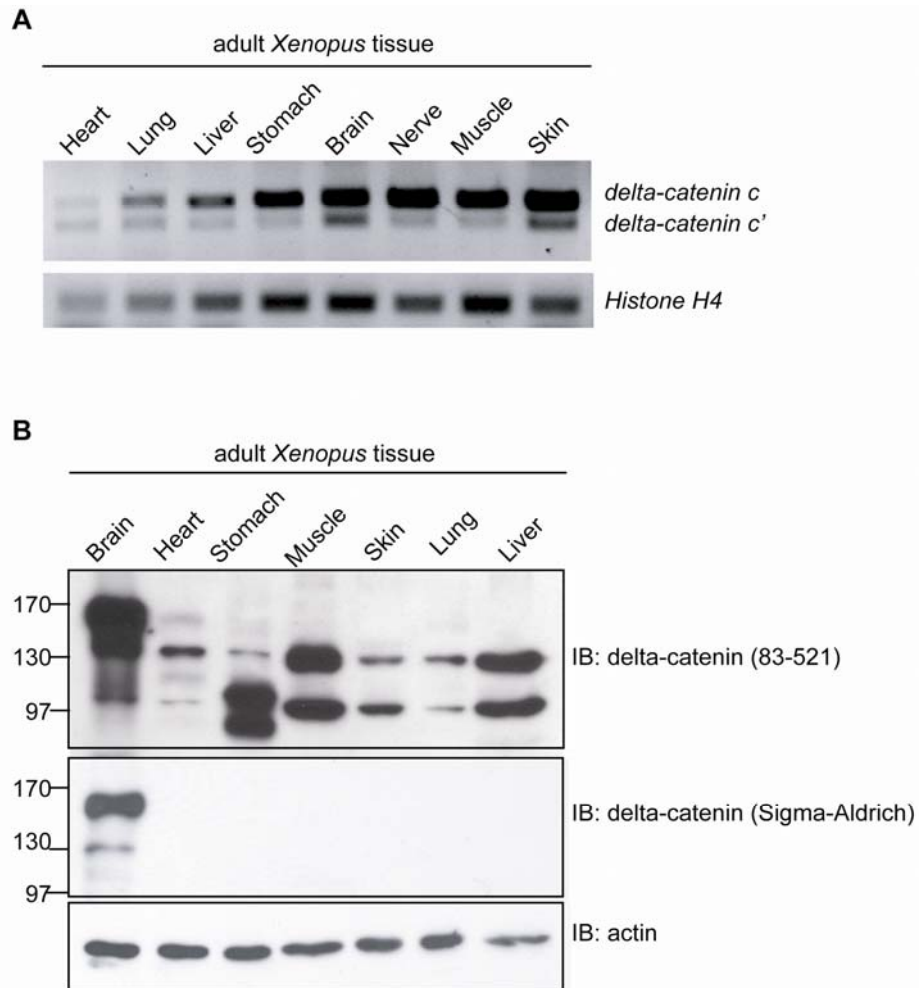 A
adult Xenopus tissue
Heart Lung Liver Stomach Brain Nerve Muscle Skin
delta-catenin c
delta-catenin c’
Histone H4
B
adult Xenopus tissue
Brain Heart Stomach Muscle Skin Lung Liver
170
130
97
IB: delta-catenin (83-521)
170
130
97
IB: delta-catenin (Sigma-Aldrich)
IB: actin